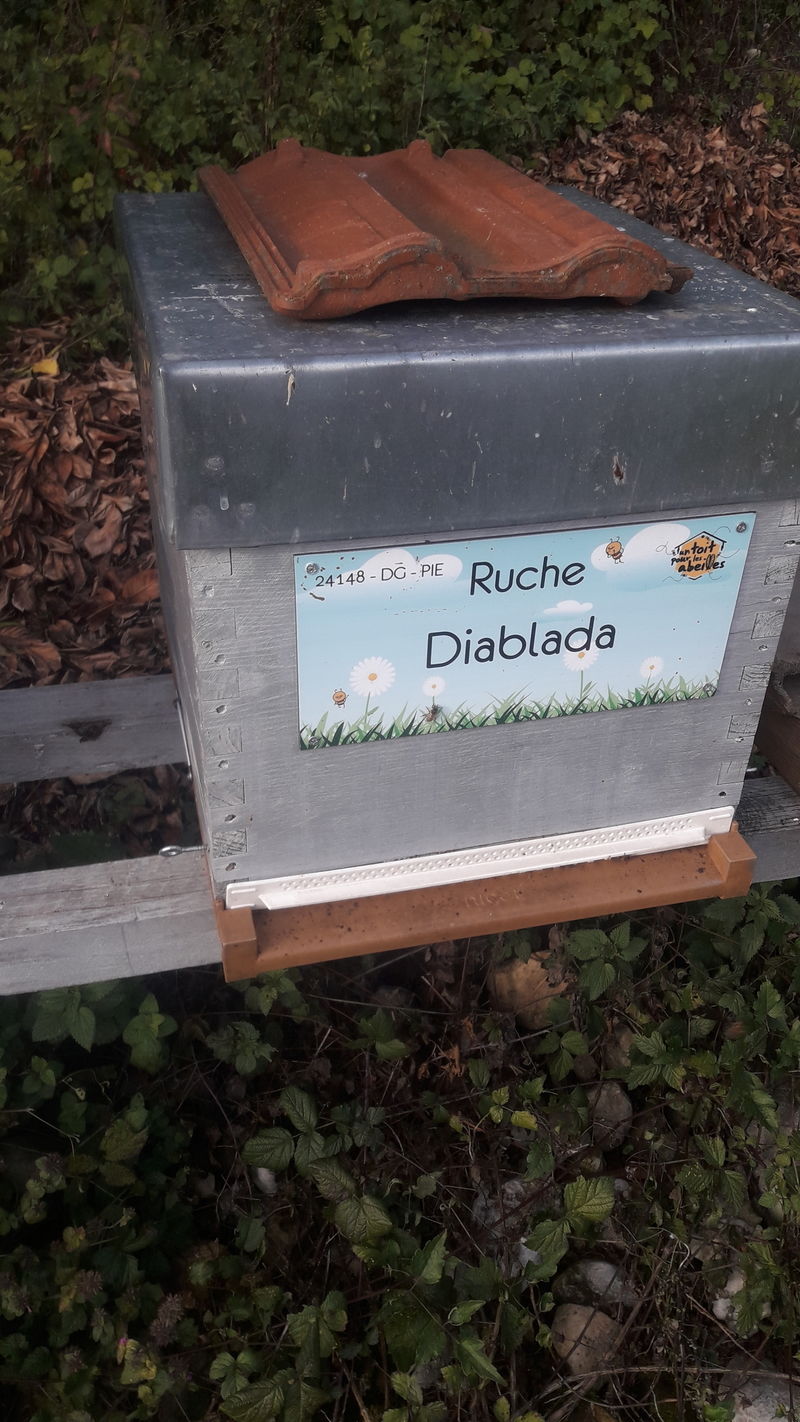 24148 - DG - PIE
Ruche
Diablada
un toit
pour les
abeilles